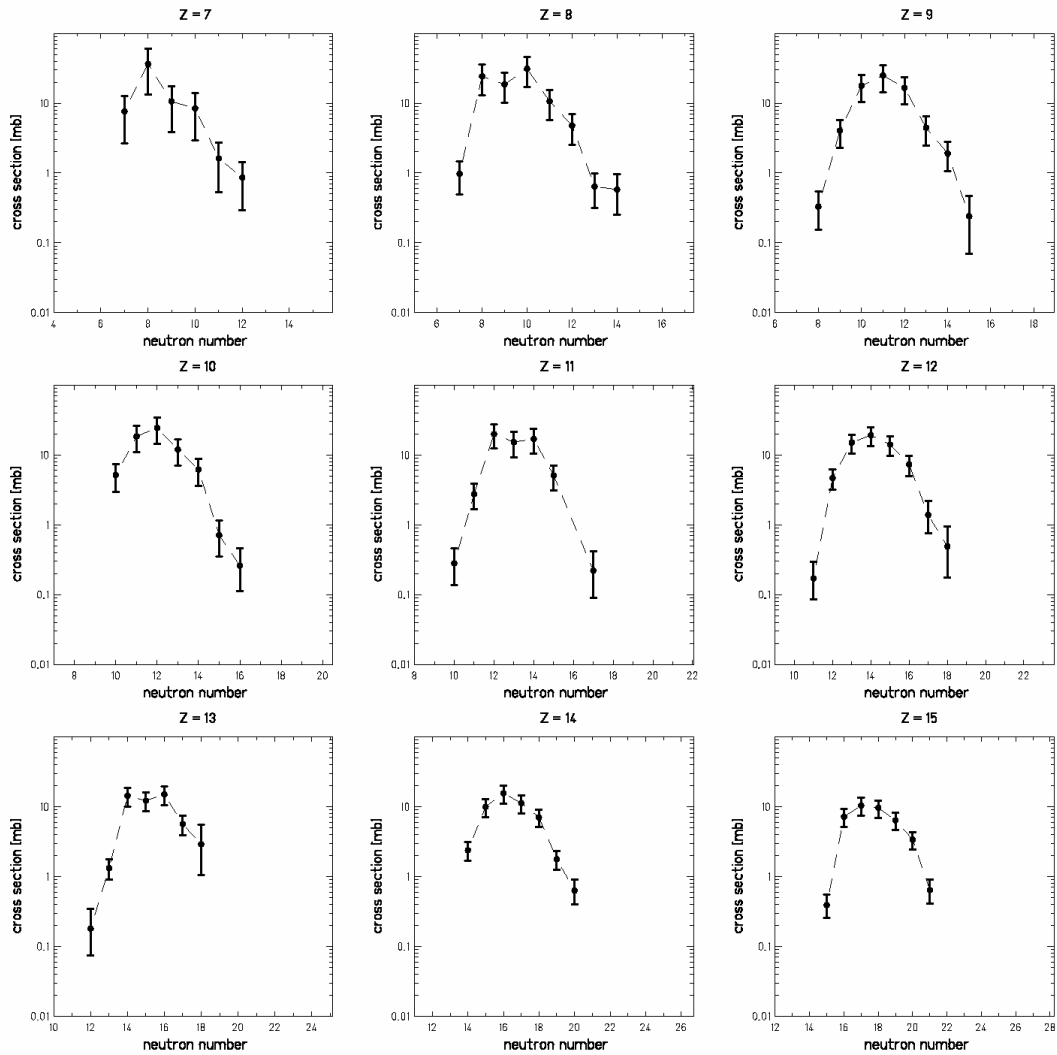 Z = 7 Z = 8 Z = 9
cross section [mb] 10 1 0.1 0.01 cross section [mb] 10 1 0.1 0.01 cross section [mb] 10 1 0.1 0.01
4 6 8 10 12 14 6 8 10 12 14 16 6 8 10 12 14 16 18
neutron number neutron number neutron number
Z = 10 Z = 11 Z = 12
cross section [mb] 10 1 0.1 0.01 cross section [mb] 10 1 0.1 0.01 cross section [mb] 10 1 0.1 0.01
8 10 12 14 16 18 20 8 10 12 14 16 18 20 22 10 12 14 16 18 20 22
neutron number neutron number neutron number
Z = 13 Z = 14 Z = 15
cross section [mb] 10 1 0.1 0.01 cross section [mb] 10 1 0.1 0.01 cross section [mb] 10 1 0.1 0.01
10 12 14 16 18 20 22 24 12 14 16 18 20 22 24 26 12 14 16 18 20 22 24 26 28
neutron number neutron number neutron number